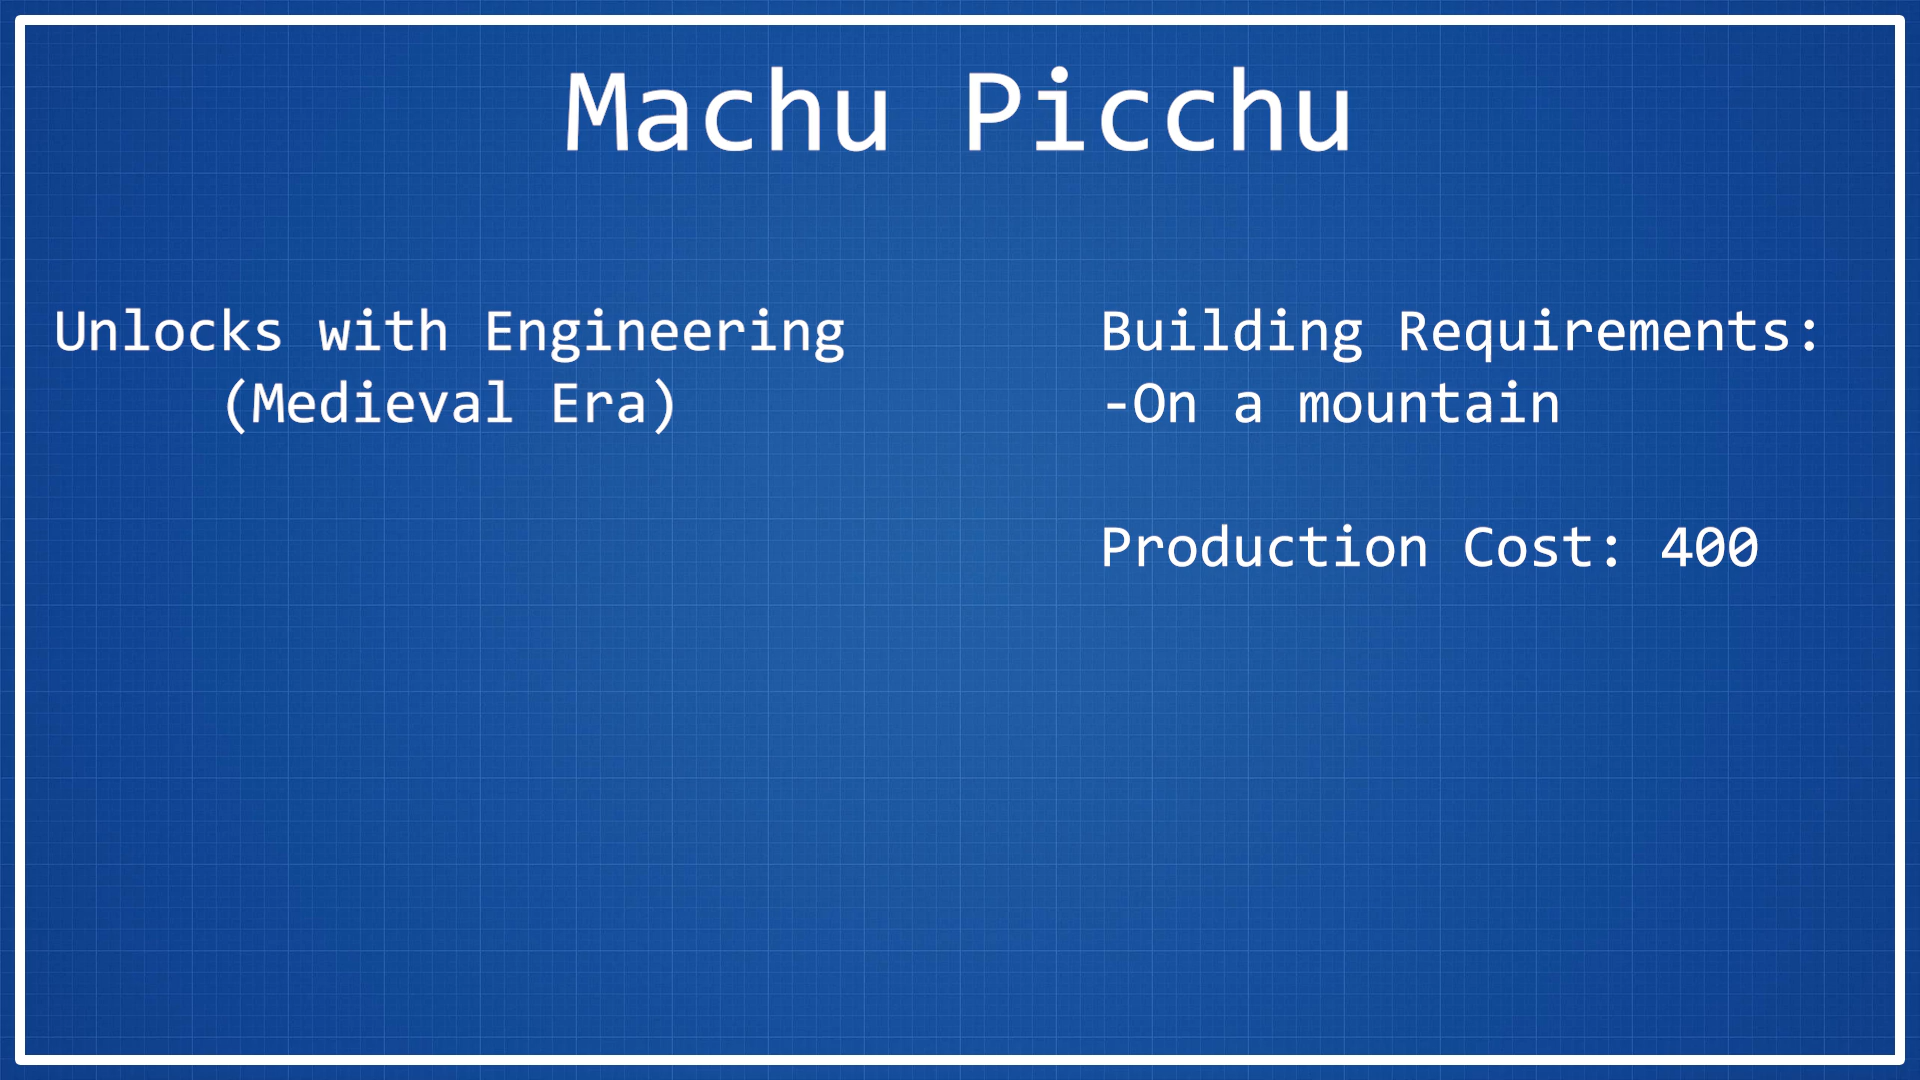 Machu Picchu
Unlocks with Engineering
(Medieval Era)
Building Requirements:
-On a mountain
Production Cost: 400